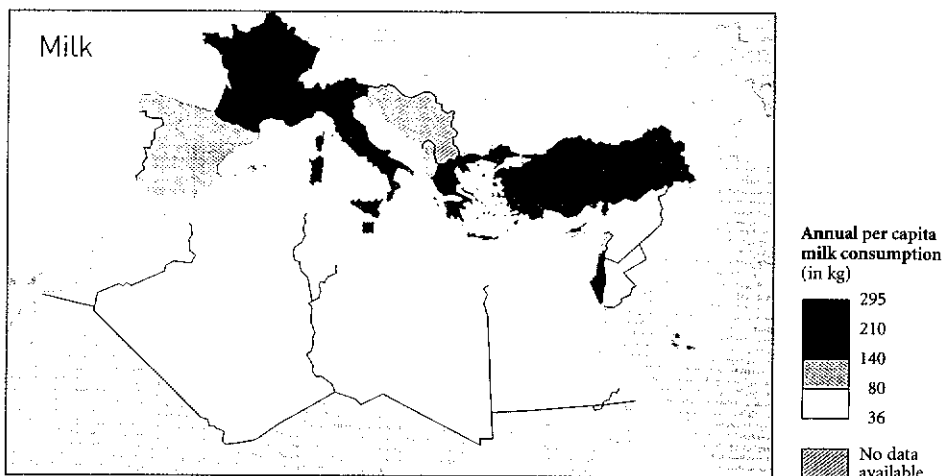 Milk
Annual per capita
milk consumption
(in kg)
295
210
140
80
36
No data
available